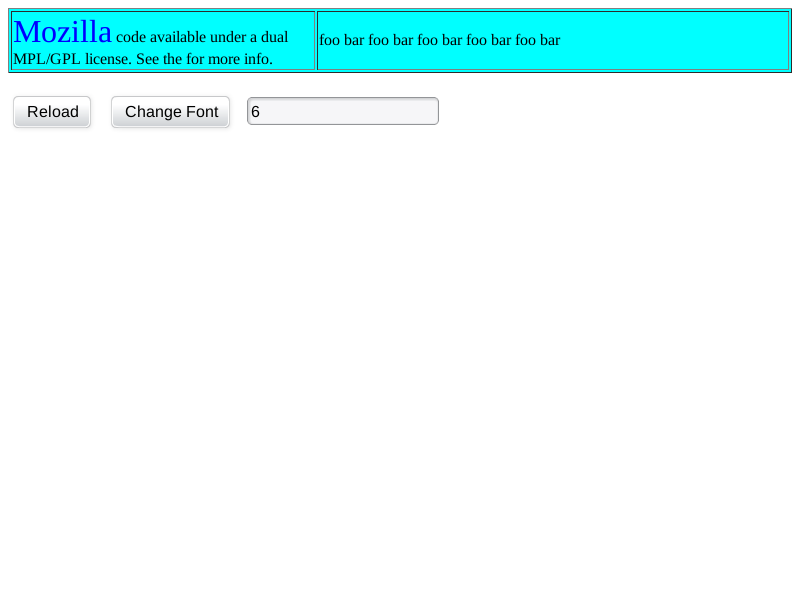 Mozilla code available under a dual
MPL/GPL license. See the for more info.
foo bar foo bar foo bar foo bar foo bar
Reload
Change Font
6